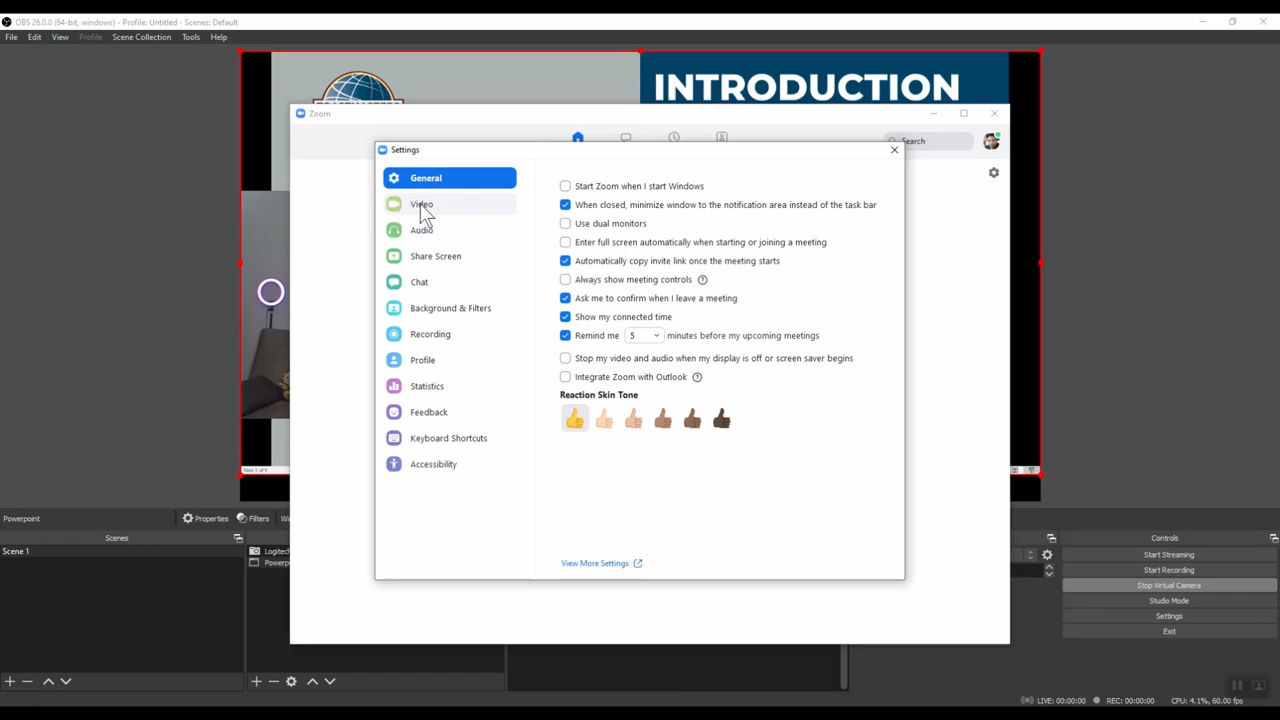 OBS 26.0.0 (64-bit, windows) - Profile: Untitled - Scenes: Default
File Edit View Profile Scene Collection Tools Help
INTRODUCTION
Zoom
Search
Settings
General
Video
Audio
Share Screen
Chat
Background & Filters
Recording
Profile
Statistics
Feedback
Keyboard Shortcuts
Accessibility
Start Zoom when I start Windows
When closed, minimize window to the notification area instead of the task bar
Use dual monitors
Enter full screen automatically when starting or joining a meeting
Automatically copy invite link once the meeting starts
Always show meeting controls
Ask me to confirm when I leave a meeting
Show my connected time
Remind me 5 minutes before my upcoming meetings
Stop my video and audio when my display is off or screen saver begins
Integrate Zoom with Outlook
Reaction Skin Tone
View More Settings
Powerpoint
Properties
Filters
Scenes
Scene 1
Logitech
Powerp
Controls
Start Streaming
Start Recording
Stop Virtual Camera
Studio Mode
Settings
Exit
LIVE: 00:00:00 REC: 00:00:00 CPU: 4.1%, 60.00 fps